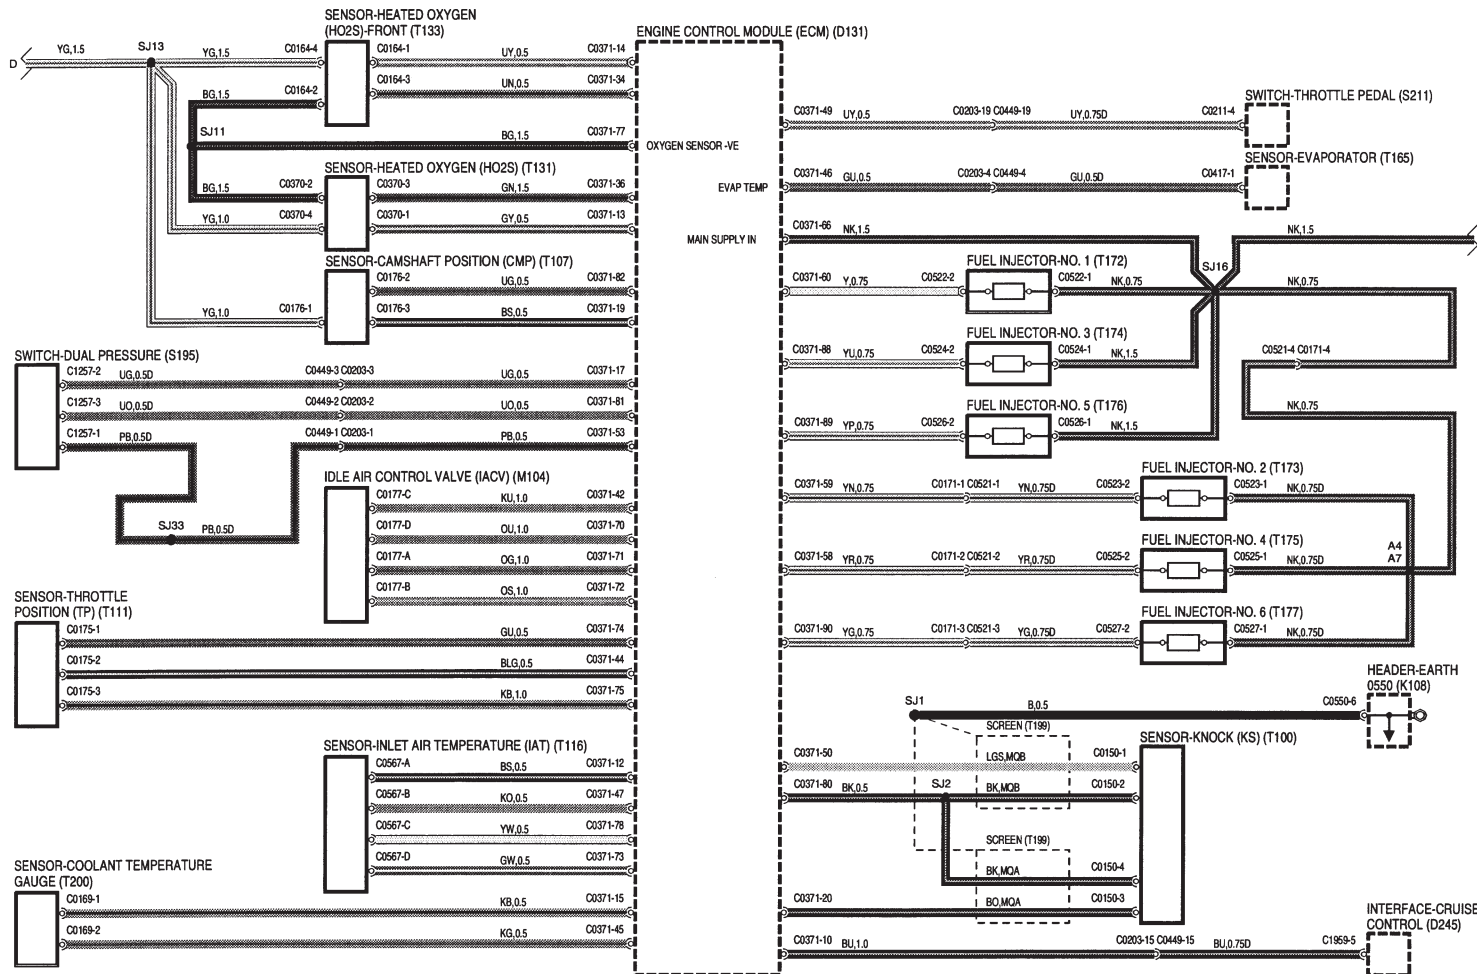 SENSOR-HEATED OXYGEN
(HO2S)-FRONT (T133)
ENGINE CONTROL MODULE (ECM) (D131)
D
YG,1.5
SJ13
YG,1.5
C0164-4
C0164-1
UY,0.5
C0371-14
C0164-3
UN,0.5
C0371-34
BG,1.5
C0164-2
SJ11
BG,1.5
C0371-77
OXYGEN SENSOR -VE
SENSOR-HEATED OXYGEN (HO2S) (T131)
BG,1.5
C0370-2
C0370-3
GN,1.5
C0371-36
YG,1.0
C0370-4
C0370-1
GY,0.5
C0371-13
SENSOR-CAMSHAFT POSITION (CMP) (T107)
C0176-2
UG,0.5
C0371-82
YG,1.0
C0176-1
C0176-3
BS,0.5
C0371-19
SWITCH-DUAL PRESSURE (S195)
C1257-2
UG,0.5D
C0449-3 C0203-3
UG,0.5
C0371-17
C1257-3
UO,0.5D
C0449-2 C0203-2
UO,0.5
C0371-81
C1257-1
PB,0.5D
C0449-1 C0203-1
PB,0.5
C0371-53
IDLE AIR CONTROL VALVE (IACV) (M104)
C0177-C
KU,1.0
C0371-42
SJ33
PB,0.5D
C0177-D
OU,1.0
C0371-70
C0177-A
OG,1.0
C0371-71
C0177-B
OS,1.0
C0371-72
SENSOR-THROTTLE
POSITION (TP) (T111)
C0175-1
GU,0.5
C0371-74
C0175-2
BLG,0.5
C0371-44
C0175-3
KB,1.0
C0371-75
SENSOR-INLET AIR TEMPERATURE (IAT) (T116)
C0567-A
BS,0.5
C0371-12
C0567-B
KO,0.5
C0371-47
C0567-C
YW,0.5
C0371-78
C0567-D
GW,0.5
C0371-73
SENSOR-COOLANT TEMPERATURE
GAUGE (T200)
C0169-1
KB,0.5
C0371-15
C0169-2
KG,0.5
C0371-45
SWITCH-THROTTLE PEDAL (S211)
C0371-49
UY,0.5
C0203-19 C0449-19
UY,0.75D
C0211-4
SENSOR-EVAPORATOR (T165)
EVAP TEMP
C0371-46
GU,0.5
C0203-4 C0449-4
GU,0.5D
C0417-1
MAIN SUPPLY IN
C0371-66
NK,1.5
NK,1.5
SJ16
FUEL INJECTOR-NO. 1 (T172)
C0371-60
Y,0.75
C0522-2
C0522-1
NK,0.75
NK,0.75
FUEL INJECTOR-NO. 3 (T174)
C0371-88
YU,0.75
C0524-2
C0524-1
NK,1.5
C0521-4 C0171-4
NK,0.75
FUEL INJECTOR-NO. 5 (T176)
C0371-89
YP,0.75
C0526-2
C0526-1
NK,1.5
FUEL INJECTOR-NO. 2 (T173)
C0371-59
YN,0.75
C0171-1 C0521-1
YN,0.75D
C0523-2
C0523-1
NK,0.75D
FUEL INJECTOR-NO. 4 (T175)
A4
A7
C0371-58
YR,0.75
C0171-2 C0521-2
YR,0.75D
C0525-2
C0525-1
NK,0.75D
FUEL INJECTOR-NO. 6 (T177)
C0371-90
YG,0.75
C0171-3 C0521-3
YG,0.75D
C0527-2
C0527-1
NK,0.75D
HEADER-EARTH
0550 (K108)
SJ1
B,0.5
C0550-6
SCREEN (T199)
SENSOR-KNOCK (KS) (T100)
C0371-50
LGS,MQB
C0150-1
C0371-80
BK,0.5
SJ2
BK,MQB
C0150-2
SCREEN (T199)
BK,MQA
C0150-4
C0371-20
BO,MQA
C0150-3
INTERFACE-CRUISE
CONTROL (D245)
C0371-10
BU,1.0
C0203-15 C0449-15
BU,0.75D
C1959-5